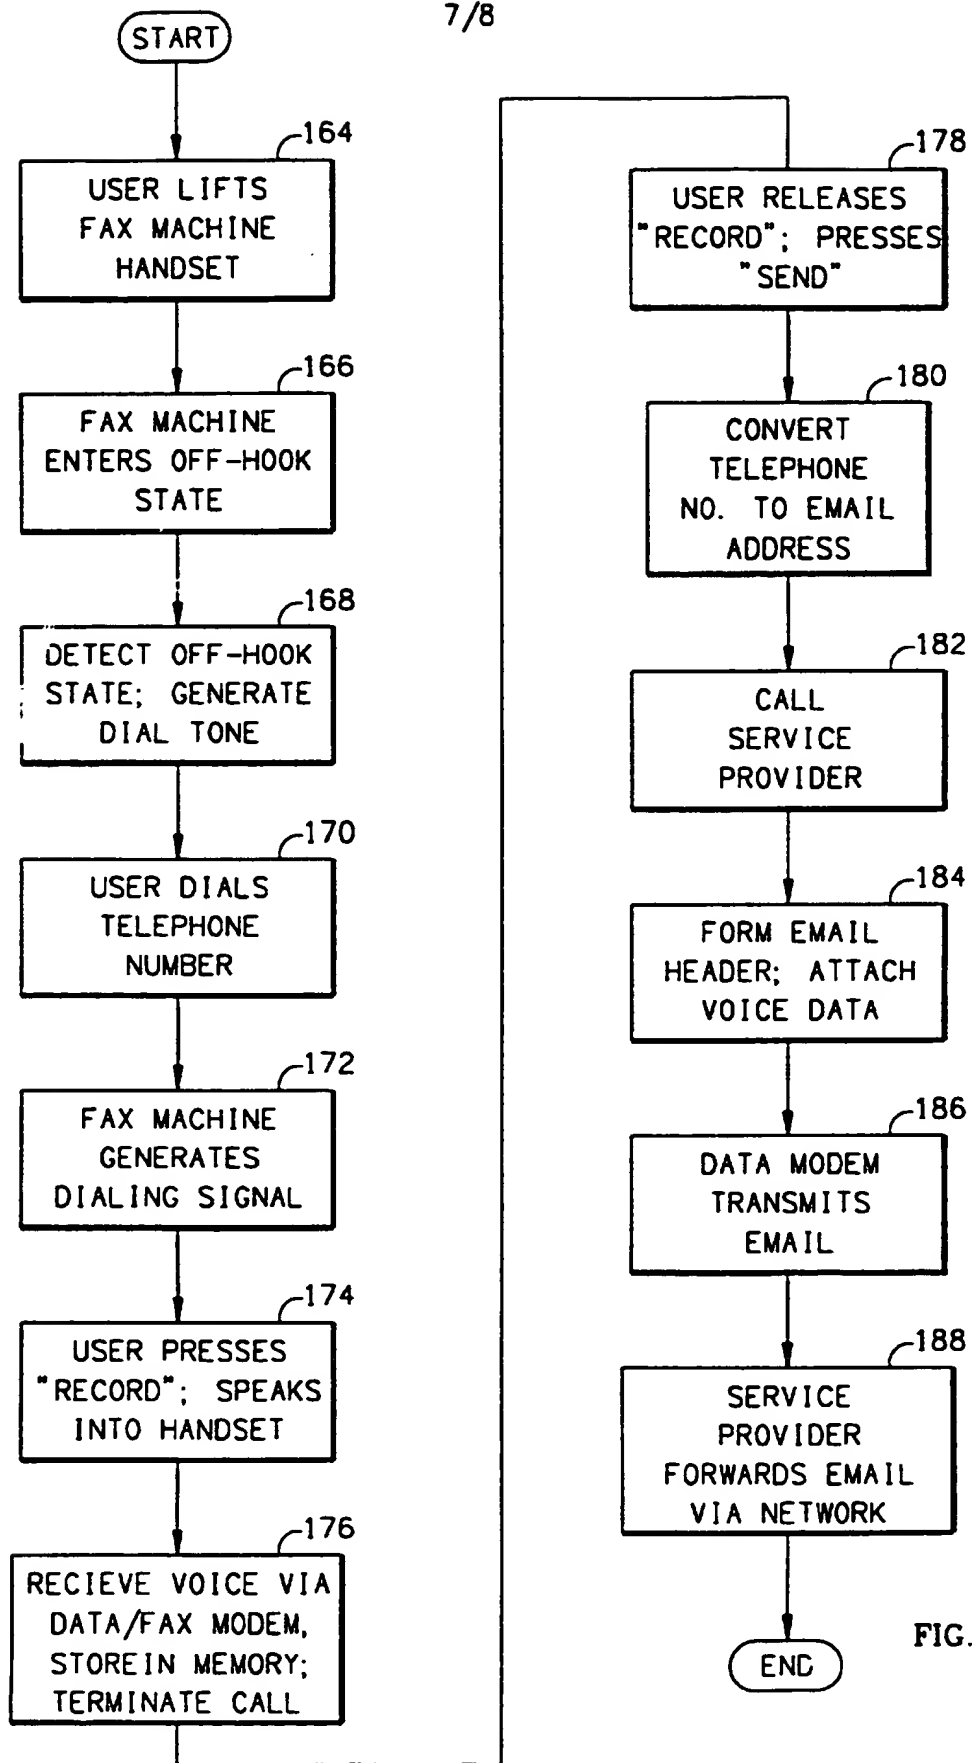 7/8
START
164
USER LIFTS
FAX MACHINE
HANDSET
166
FAX MACHINE
ENTERS OFF-HOOK
STATE
168
DETECT OFF-HOOK
STATE; GENERATE
DIAL TONE
170
USER DIALS
TELEPHONE
NUMBER
172
FAX MACHINE
GENERATES
DIALING SIGNAL
174
USER PRESSES
"RECORD"; SPEAKS
INTO HANDSET
176
RECIEVE VOICE VIA
DATA/FAX MODEM,
STOREIN MEMORY;
TERMINATE CALL
178
USER RELEASES
"RECORD"; PRESSES
"SEND"
180
CONVERT
TELEPHONE
NO. TO EMAIL
ADDRESS
182
CALL
SERVICE
PROVIDER
184
FORM EMAIL
HEADER; ATTACH
VOICE DATA
186
DATA MODEM
TRANSMITS
EMAIL
188
SERVICE
PROVIDER
FORWARDS EMAIL
VIA NETWORK
END
FIG.